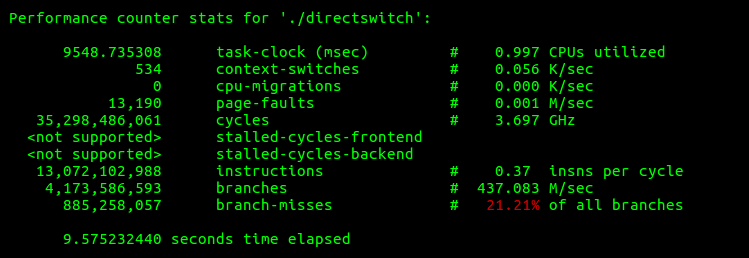 Performance counter stats for './directswitch':
9548.735308 task-clock (msec) # 0.997 CPUs utilized
534 context-switches # 0.056 K/sec
0 cpu-migrations # 0.000 K/sec
13,190 page-faults # 0.001 M/sec
35,298,486,061 cycles # 3.697 GHz
<not supported> stalled-cycles-frontend
<not supported> stalled-cycles-backend
13,072,102,988 instructions # 0.37 insns per cycle
4,173,586,593 branches # 437.083 M/sec
885,258,057 branch-misses # 21.21% of all branches
9.575232440 seconds time elapsed